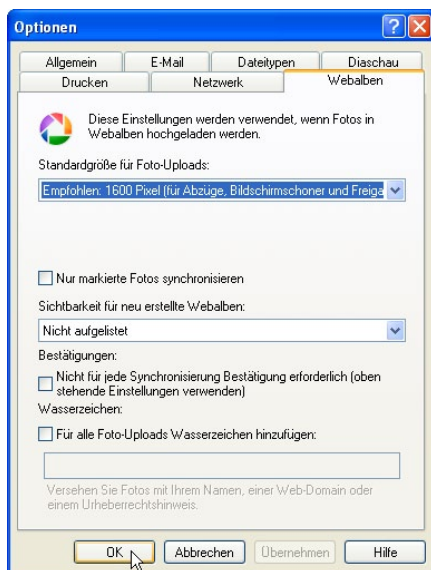 Optionen
Allgemein E-Mail Dateitypen Diaschau
Drucken Netzwerk Webalben
Diese Einstellungen werden verwendet, wenn Fotos in
Webalben hochgeladen werden.
Standardgröße für Foto-Uploads:
Empfohlen: 1600 Pixel (für Abzüge, Bildschirmschoner und Freiga
Nur markierte Fotos synchronisieren
Sichtbarkeit für neu erstellte Webalben:
Nicht aufgelistet
Bestätigungen:
Nicht für jede Synchronisierung Bestätigung erforderlich (oben
stehende Einstellungen verwenden)
Wasserzeichen:
Für alle Foto-Uploads Wasserzeichen hinzufügen:
Versehen Sie Fotos mit Ihrem Namen, einer Web-Domain oder
einem Urheberrechtshinweis.
OK Abbrechen Übernehmen Hilfe